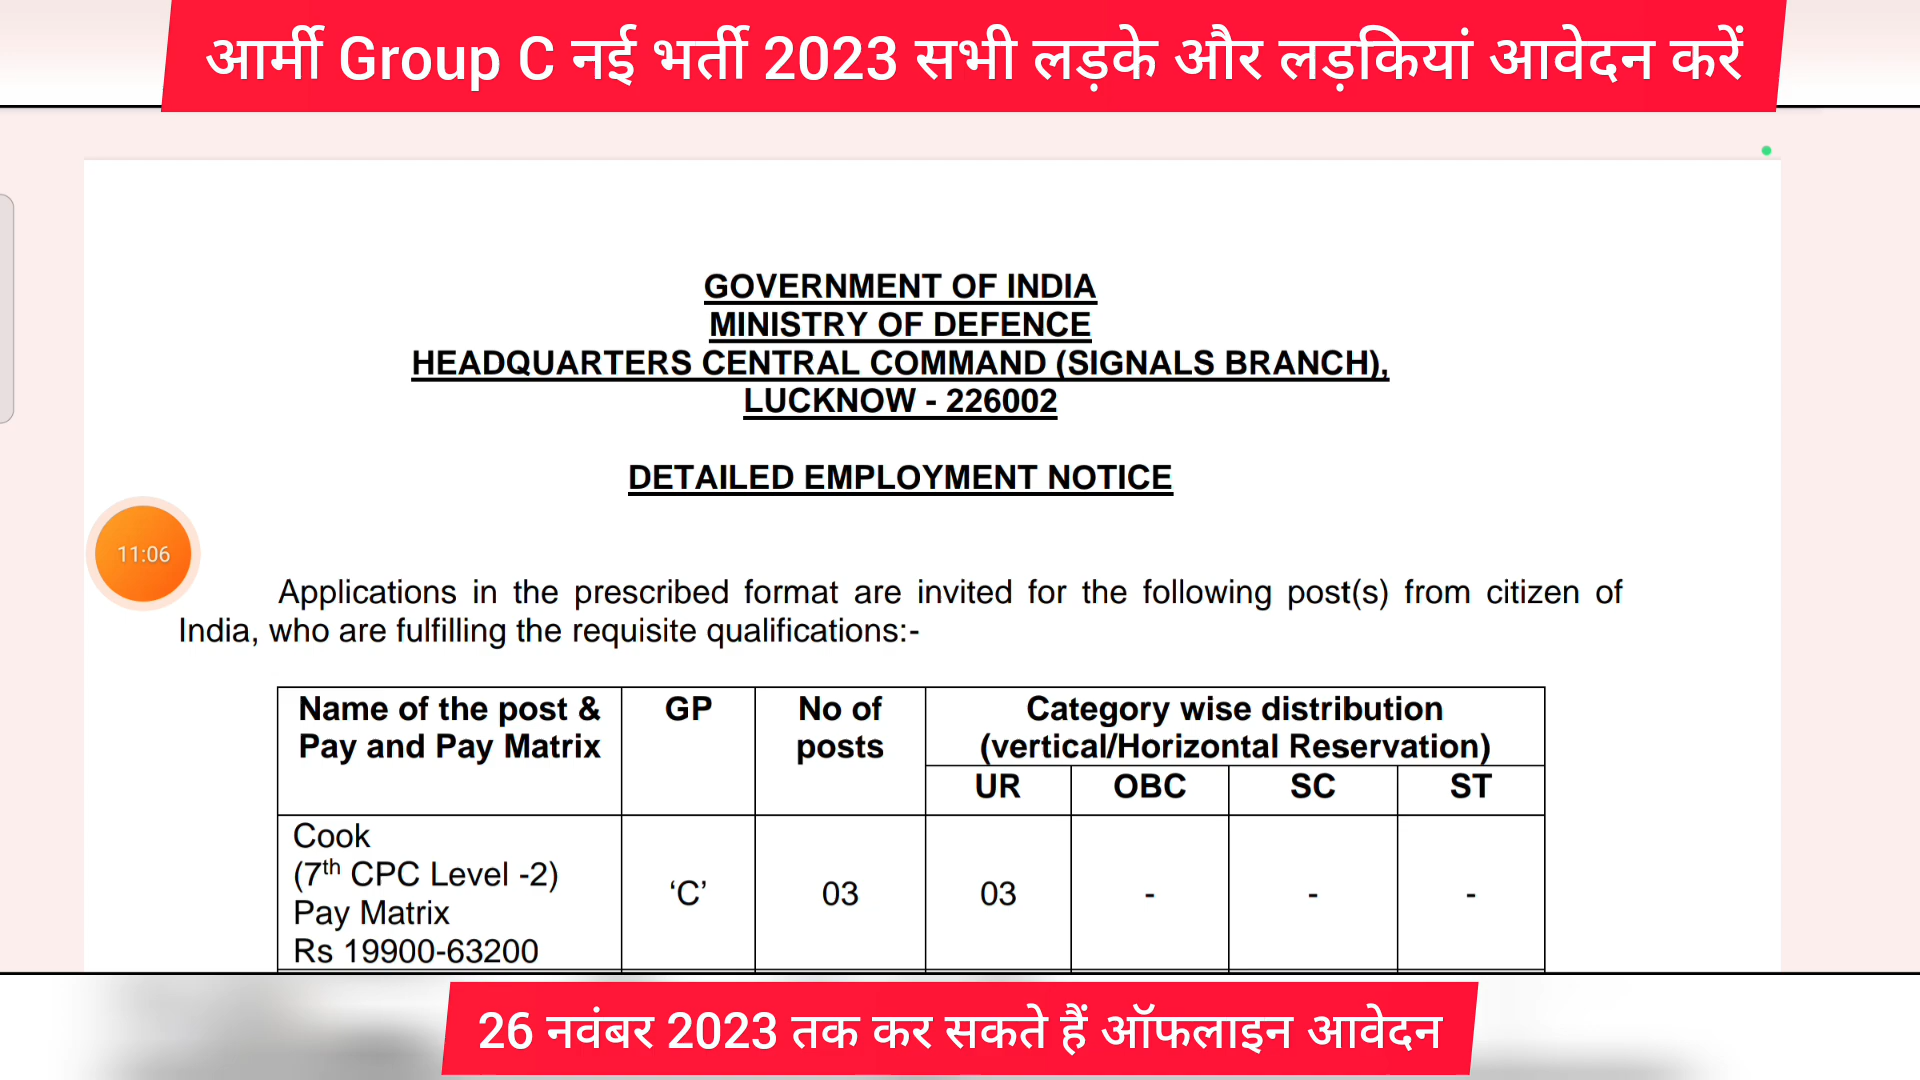 आर्मी Group C नई भर्ती 2023 सभी लड़के और लड़कियां आवेदन करें
GOVERNMENT OF INDIA
MINISTRY OF DEFENCE
HEADQUARTERS CENTRAL COMMAND (SIGNALS BRANCH),
LUCKNOW - 226002
DETAILED EMPLOYMENT NOTICE
11:06
Applications in the prescribed format are invited for the following post(s) from citizen of
India, who are fulfilling the requisite qualifications:-
Name of the post & GP No of Category wise distribution
Pay and Pay Matrix posts (vertical/Horizontal Reservation)
UR OBC SC ST
Cook
(7th CPC Level -2)
Pay Matrix ‘C’ 03 03 - - -
Rs 19900-63200
26 नवंबर 2023 तक कर सकते हैं ऑफलाइन आवेदन